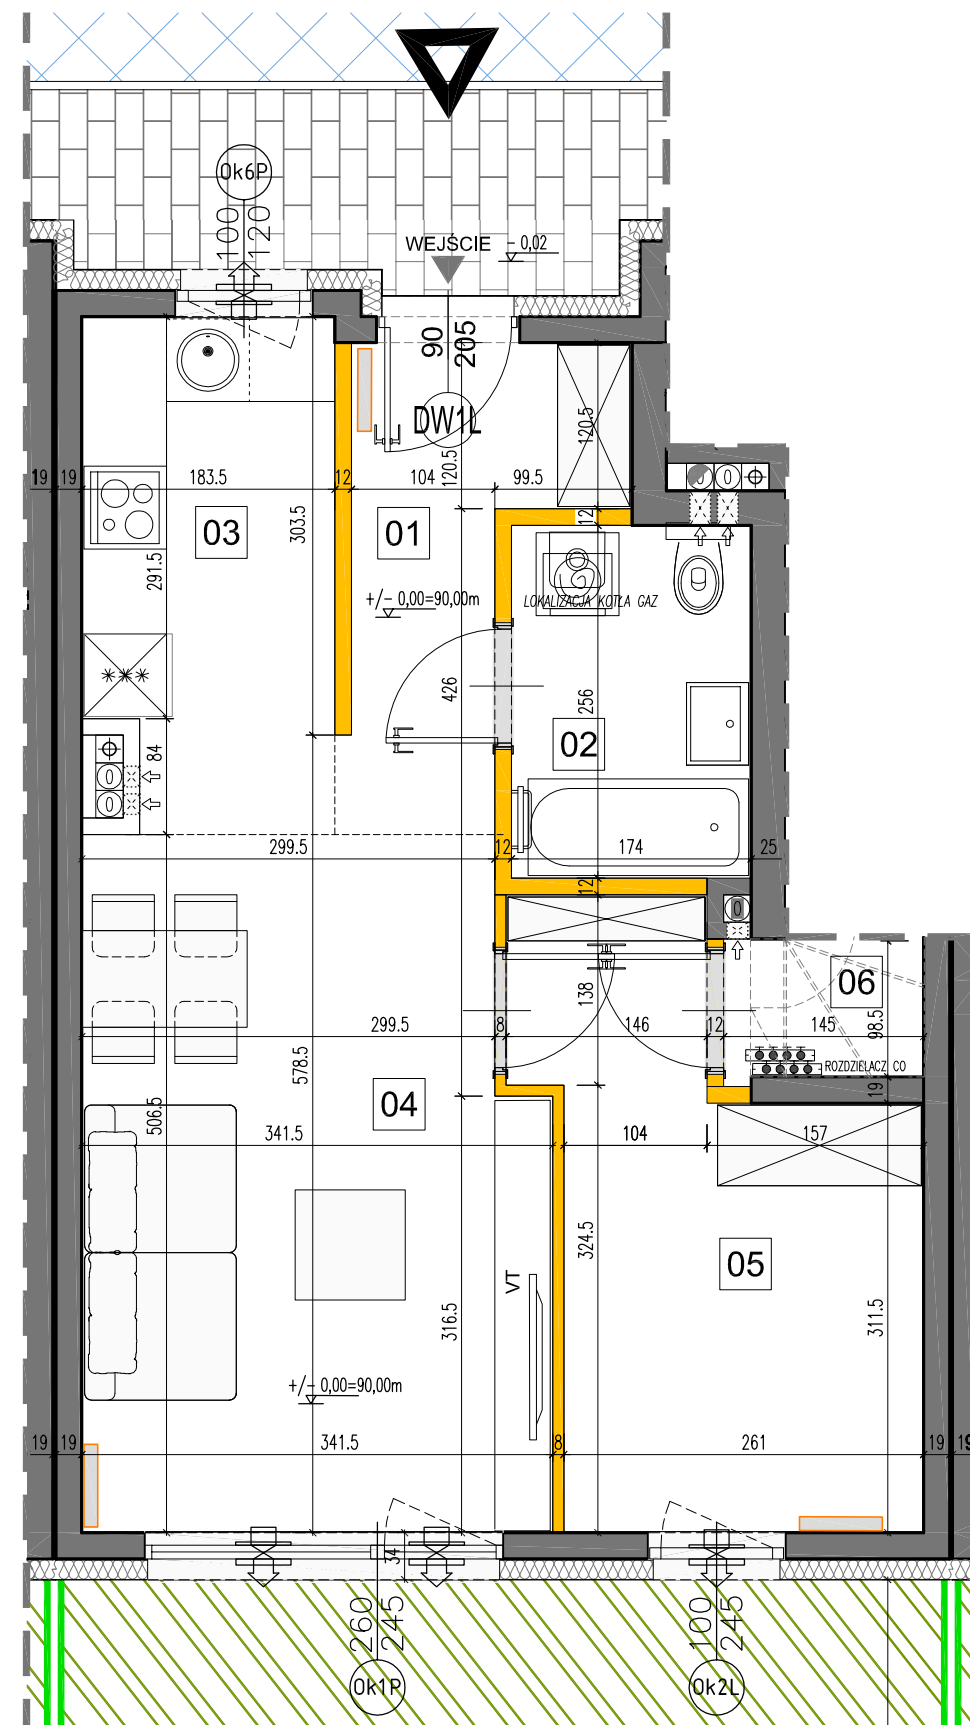 Ok6P
100
120
WEJŚCIE - 0,02
90
205
DW1L
120.5
120.5
19 19 183.5 12 104 99.5
03
303.5
01
12
291.5
+/- 0,00=90,00m
LOKALIZACJA KOTŁA GAZ
426
256
02
84
299.5 12 174 25
12
138
06
299.5 8 146 12 145
98.5
578.5
ROZDZIELACZ CO
19
04
506.5
341.5 104 157
324.5
05
VT
316.5
311.5
+/- 0,00=90,00m
19 19 341.5 8 261 19 19
34
260
245
100
245
Ok1P
Ok2L